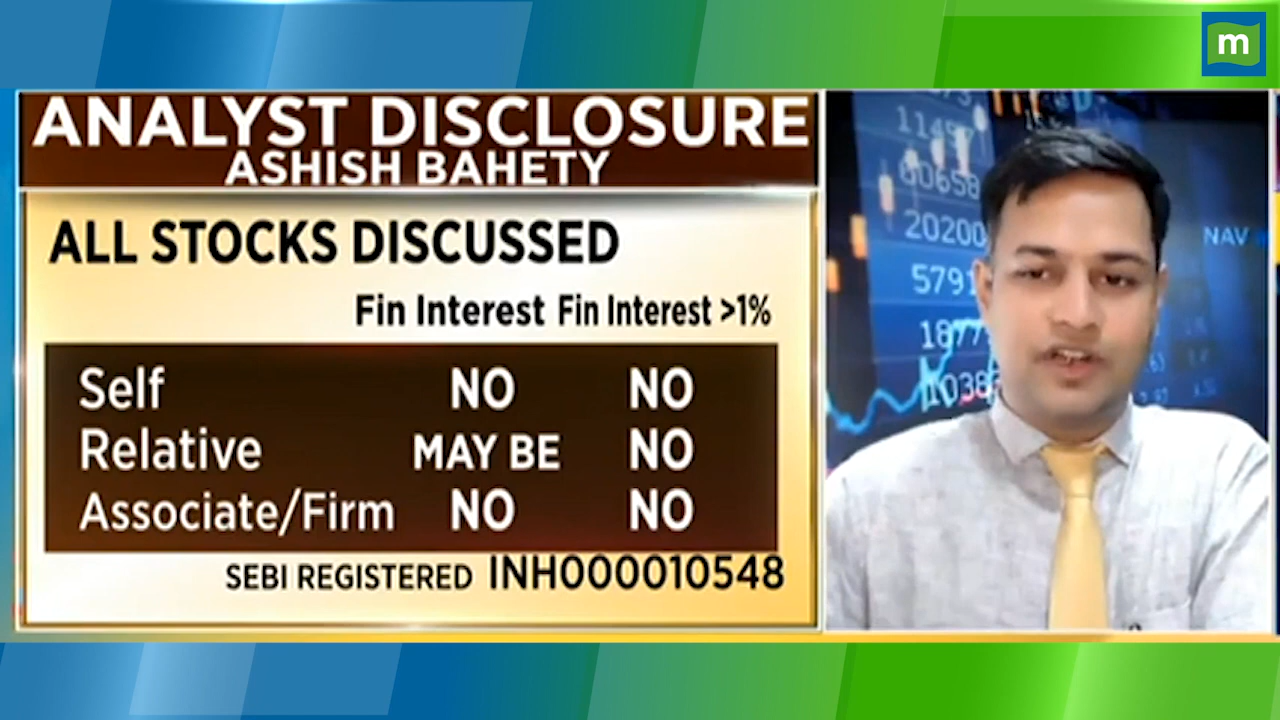 m
ANALYST DISCLOSURE
ASHISH BAHETY
ALL STOCKS DISCUSSED
Fin Interest Fin Interest >1%
Self NO NO
Relative MAY BE NO
Associate/Firm NO NO
SEBI REGISTERED INH000010548
20200
NAV